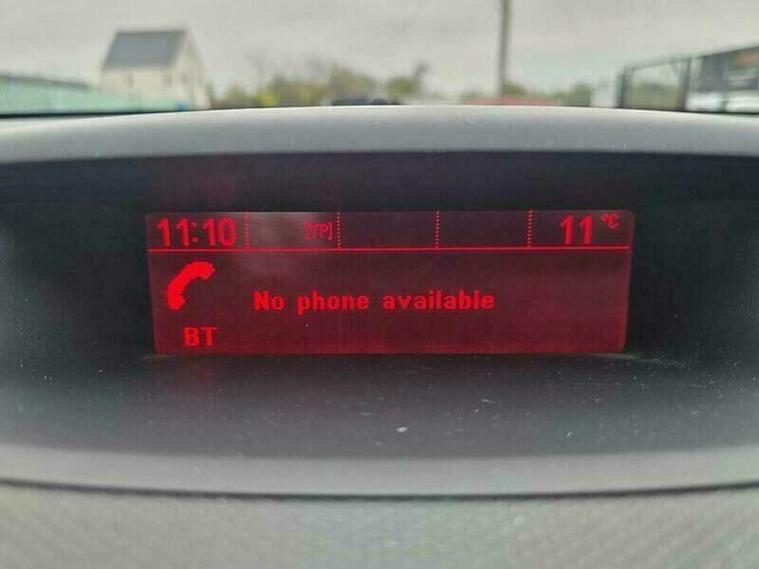 11:10 [TP] 11 °C
No phone available
BT